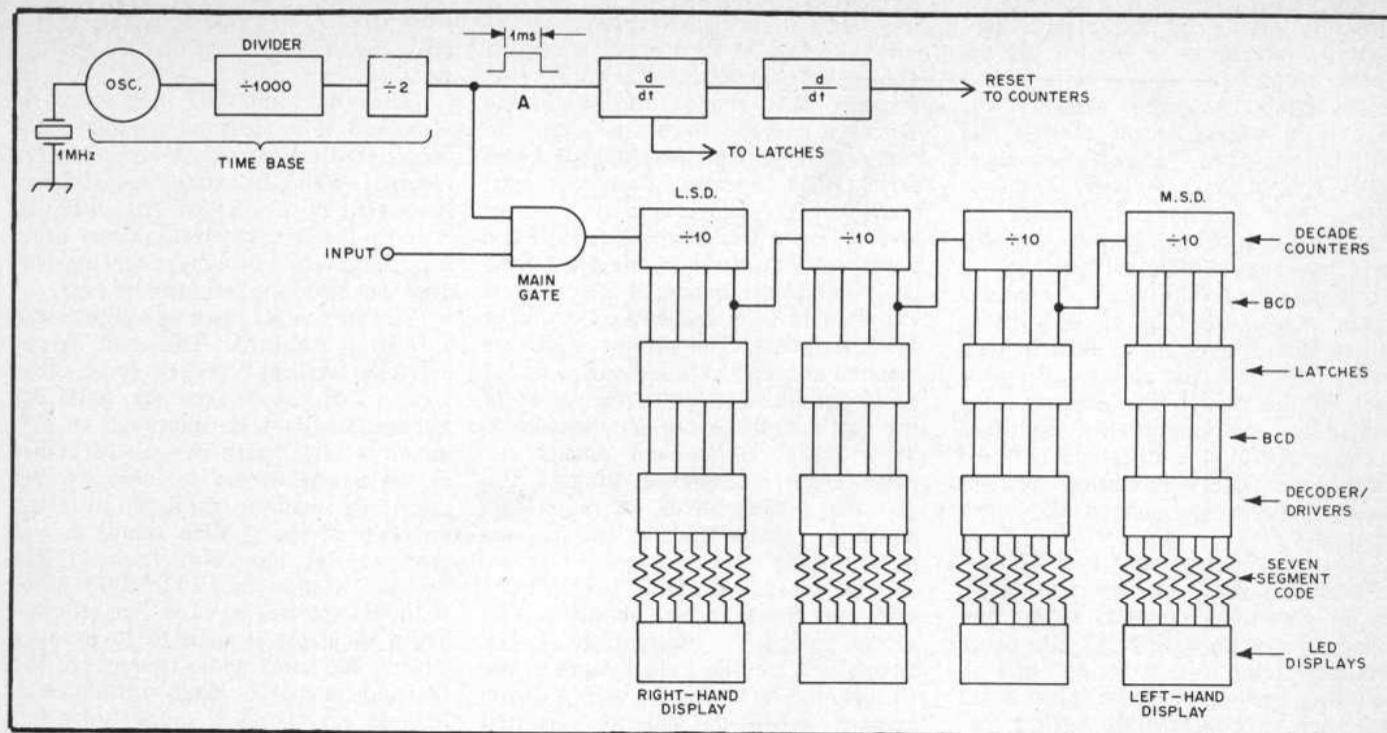 DIVIDER
1ms
OSC.
÷1000
÷2
A
d
dt
d
dt
RESET
TO COUNTERS
1MHz
TIME BASE
TO LATCHES
L.S.D.
M.S.D.
÷10
÷10
÷10
÷10
DECADE
COUNTERS
INPUT
MAIN
GATE
BCD
LATCHES
BCD
DECODER/
DRIVERS
SEVEN
SEGMENT
CODE
LED
DISPLAYS
RIGHT-HAND
DISPLAY
LEFT-HAND
DISPLAY